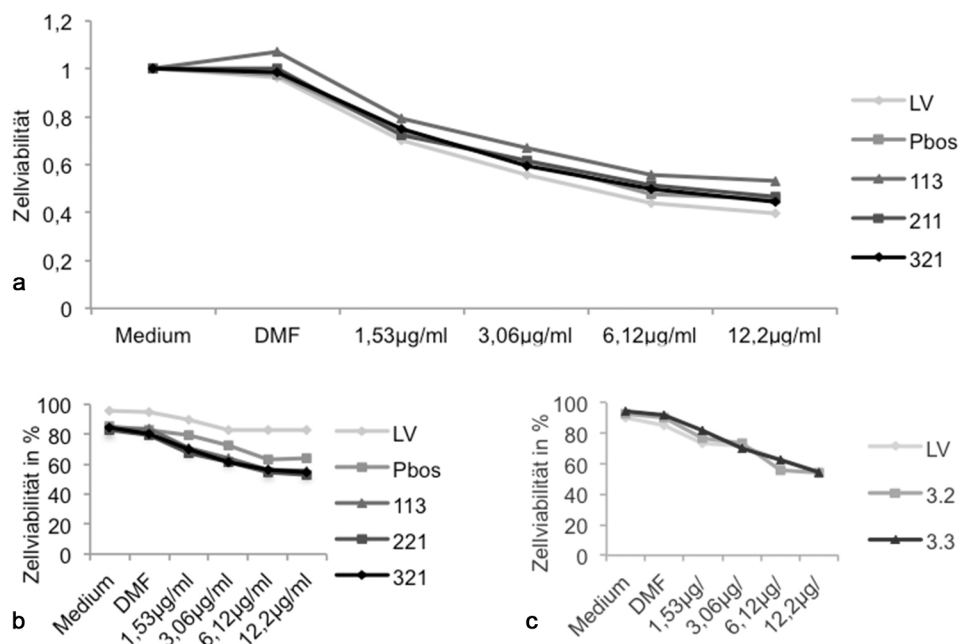 1,2
1
0,8
0,6
0,4
0,2
0
Zellviabilität
a
Medium DMF 1,53µg/ml 3,06µg/ml 6,12µg/ml 12,2µg/ml
LV
Pbos
113
211
321
100
80
60
40
20
0
Zellviabilität in %
b
Medium DMF 1,53µg/ml 3,06µg/ml 6,12µg/ml 12,2µg/ml
LV
Pbos
113
221
321
100
80
60
40
20
0
Zellviabilität in %
c
Medium DMF 1,53µg/ 3,06µg/ 6,12µg/ 12,2µg/
LV
3.2
3.3